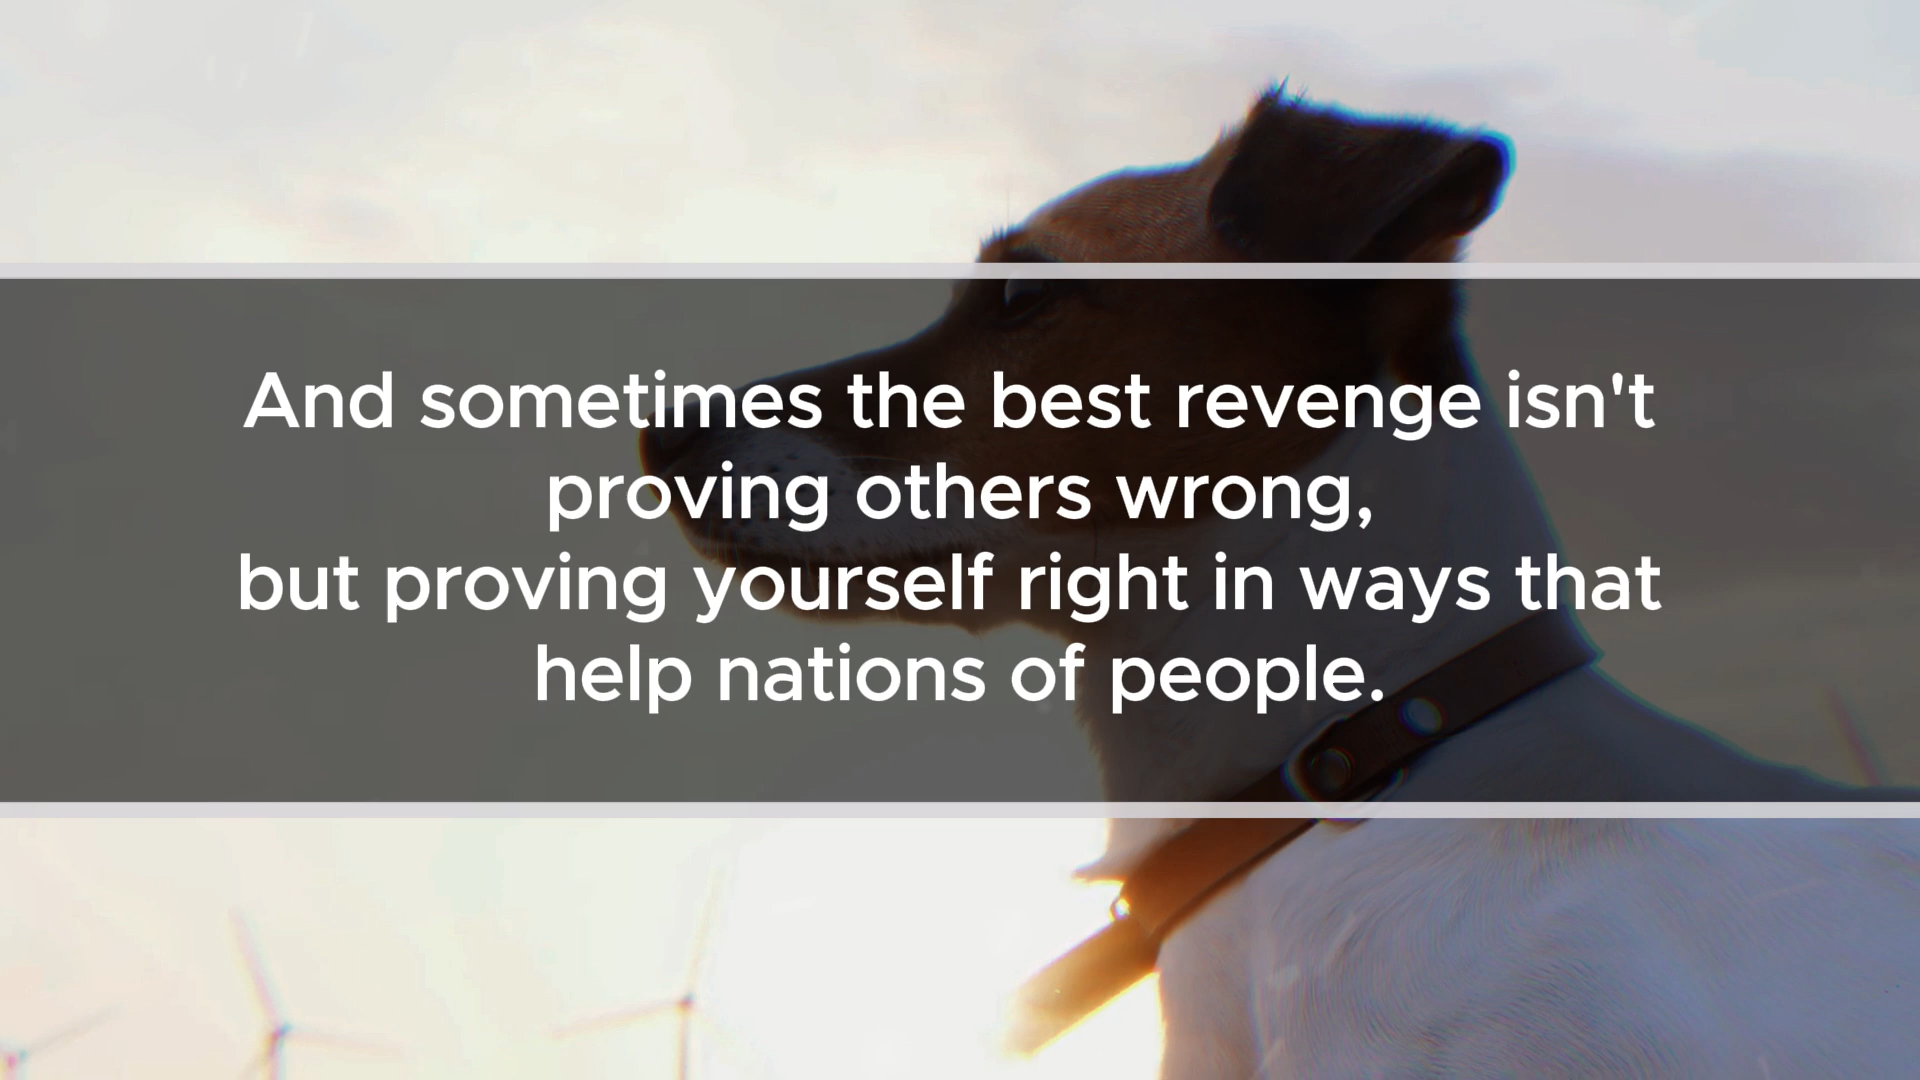 And sometimes the best revenge isn't
proving others wrong,
but proving yourself right in ways that
help nations of people.